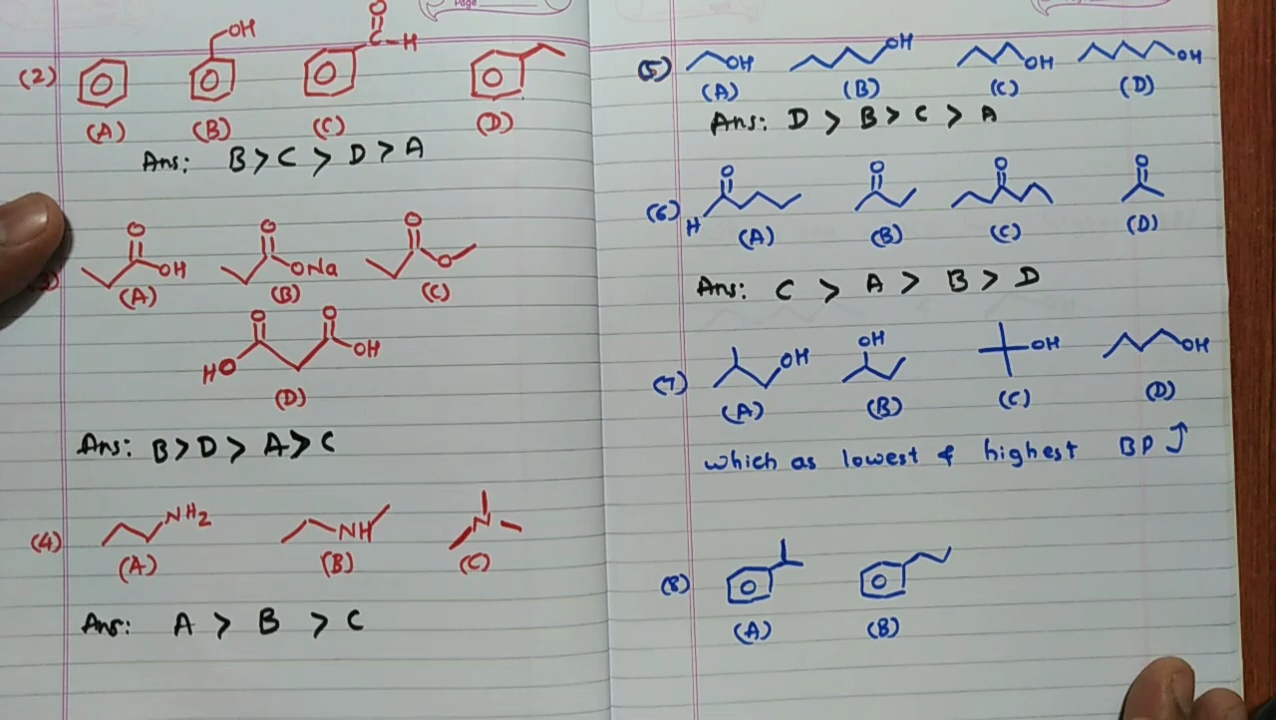 Page
(2)
OH
O
C-H
(A) (B) (C) (D)
Ans: B > C > D > A
O O O
OH ONa O
(A) (B) (C)
O O
HO OH
(D)
Ans: B > D > A > C
(4) NH2 NH N
(A) (B) (C)
Ans: A > B > C
(5) OH OH OH OH
(A) (B) (C) (D)
Ans: D > B > C > A
O O O O
(6) H
(A) (B) (C) (D)
Ans: C > A > B > D
(7) OH OH OH OH
(A) (B) (C) (D)
which as lowest & highest BP ↑
(8)
(A) (B)